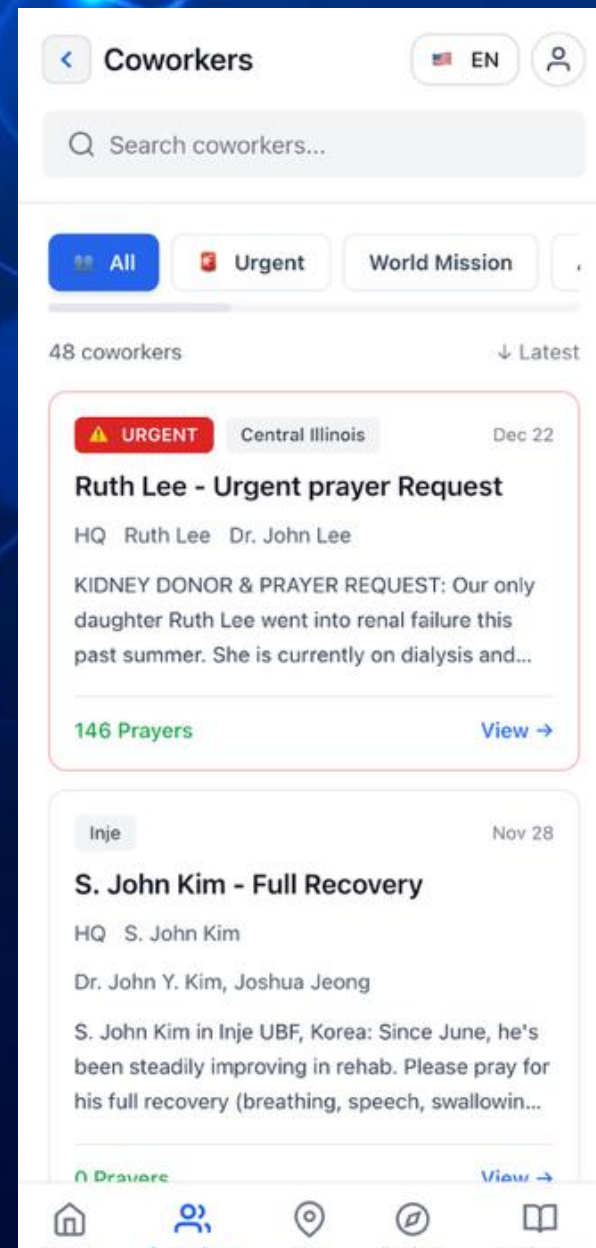 Coworkers
EN
Search coworkers...
All
Urgent
World Mission
48 coworkers
↓ Latest
URGENT
Central Illinois
Dec 22
Ruth Lee - Urgent prayer Request
HQ Ruth Lee Dr. John Lee
KIDNEY DONOR & PRAYER REQUEST: Our only
daughter Ruth Lee went into renal failure this
past summer. She is currently on dialysis and...
146 Prayers
View →
Inje
Nov 28
S. John Kim - Full Recovery
HQ S. John Kim
Dr. John Y. Kim, Joshua Jeong
S. John Kim in Inje UBF, Korea: Since June, he's
been steadily improving in rehab. Please pray for
his full recovery (breathing, speech, swallowin...
0 Prayers
View →